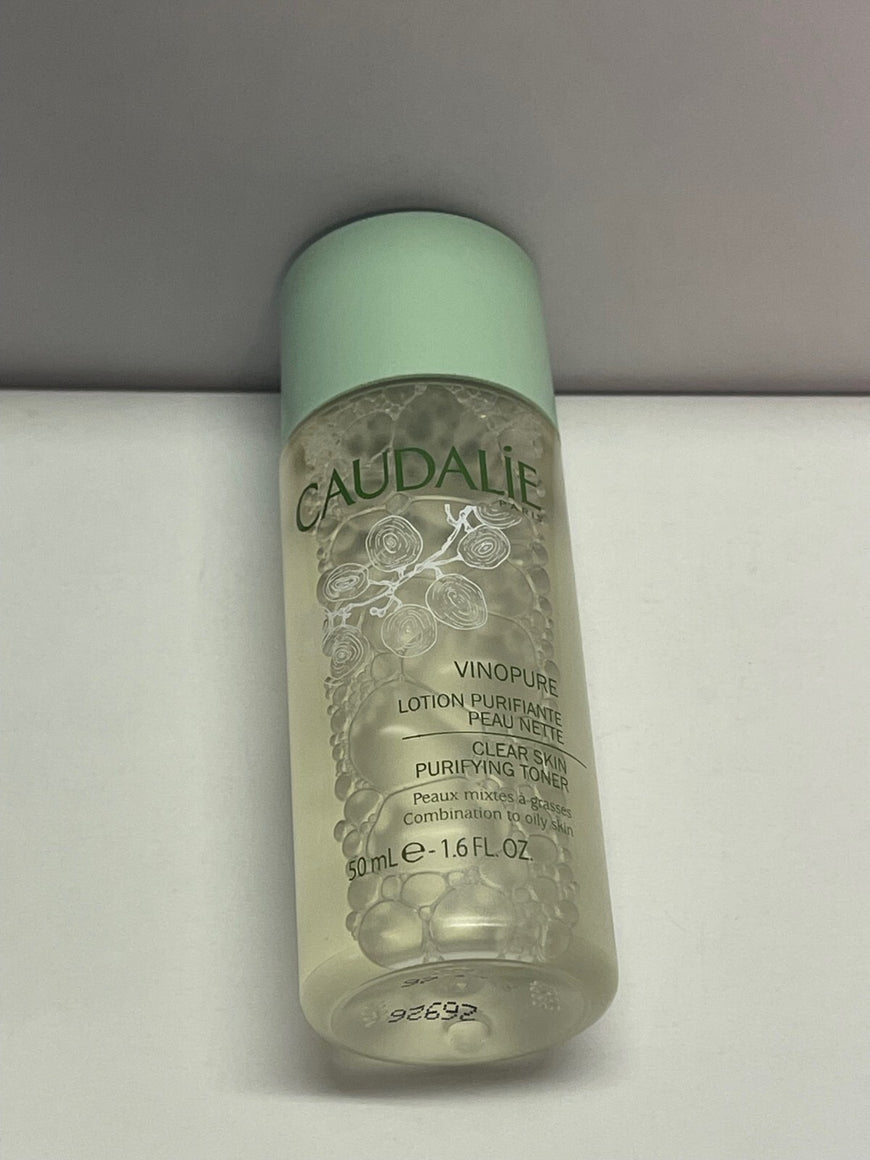 CAUDALiE
PARIS
VINOPURE
LOTION PURIFIANTE
PEAU NETTE
CLEAR SKIN
PURIFYING TONER
Peaux mixtes à grasses
Combination to oily skin
50 mL e - 1.6 FL. OZ.